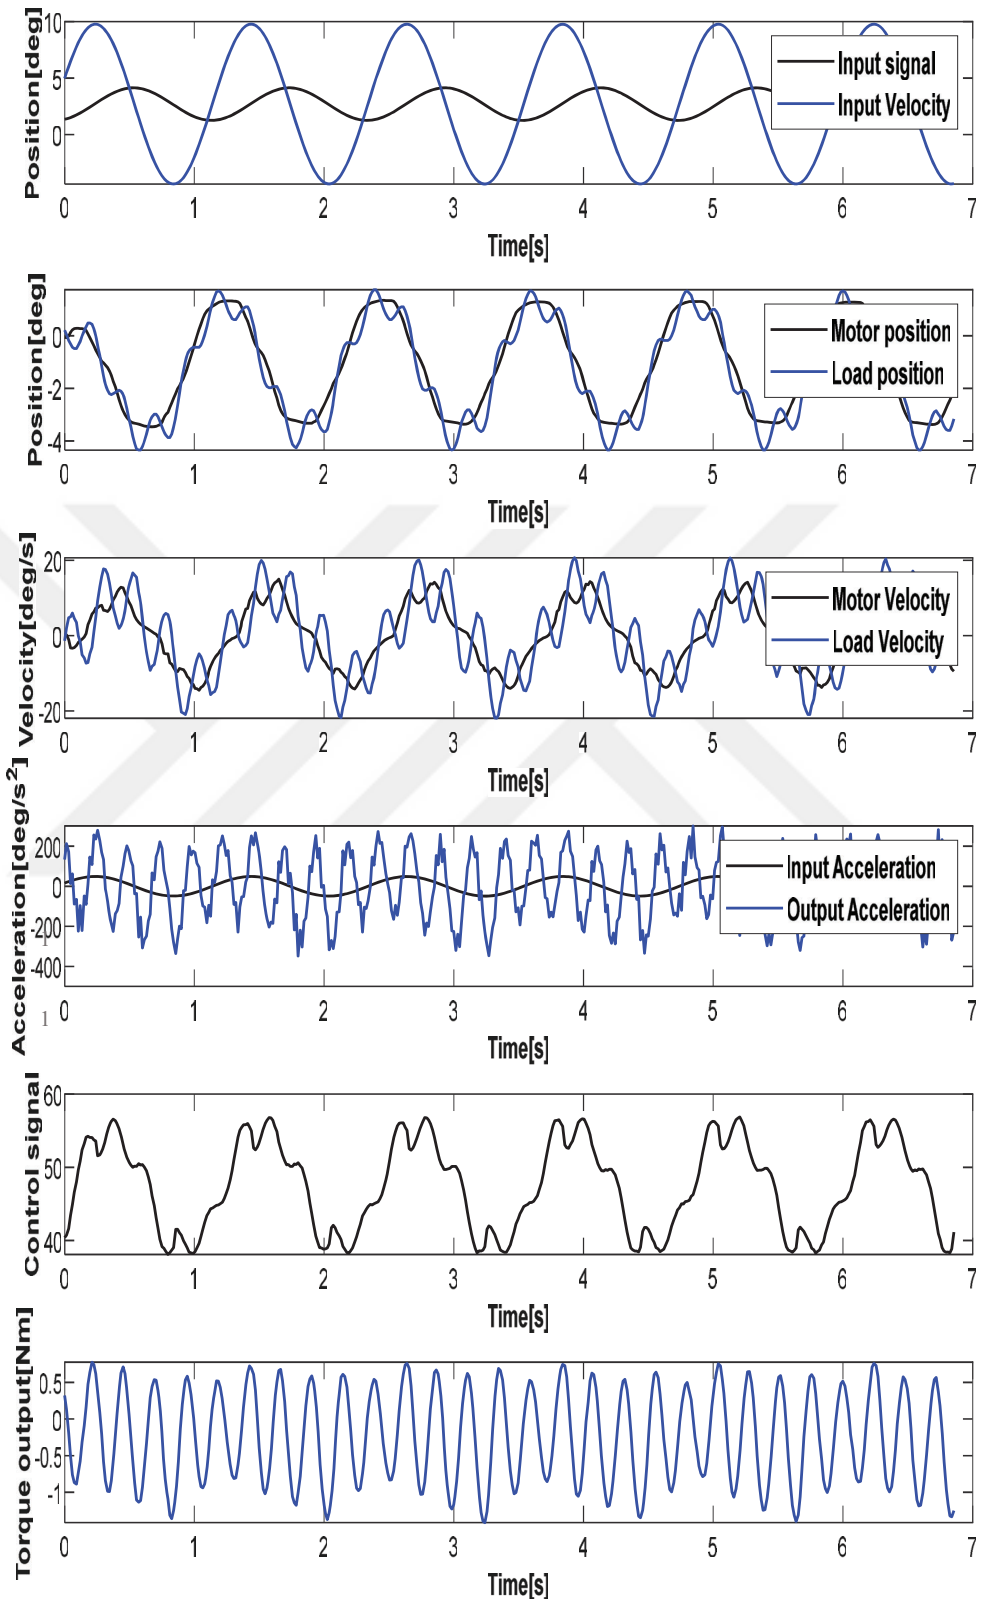 Position[deg]
10
5
0
Input signal
Input Velocity
0 1 2 3 4 5 6 7
Time[s]
Position[deg]
0
-2
-4
Motor position
Load position
0 1 2 3 4 5 6 7
Time[s]
Velocity[deg/s]
20
0
-20
Motor Velocity
Load Velocity
0 1 2 3 4 5 6 7
Time[s]
Acceleration[deg/s²]
200
0
-200
-400
Input Acceleration
Output Acceleration
1
1
0 1 2 3 4 5 6 7
Time[s]
Control signal
60
50
40
0 1 2 3 4 5 6 7
Time[s]
Torque output[Nm]
0.5
0
-0.5
-1
0 1 2 3 4 5 6 7
Time[s]